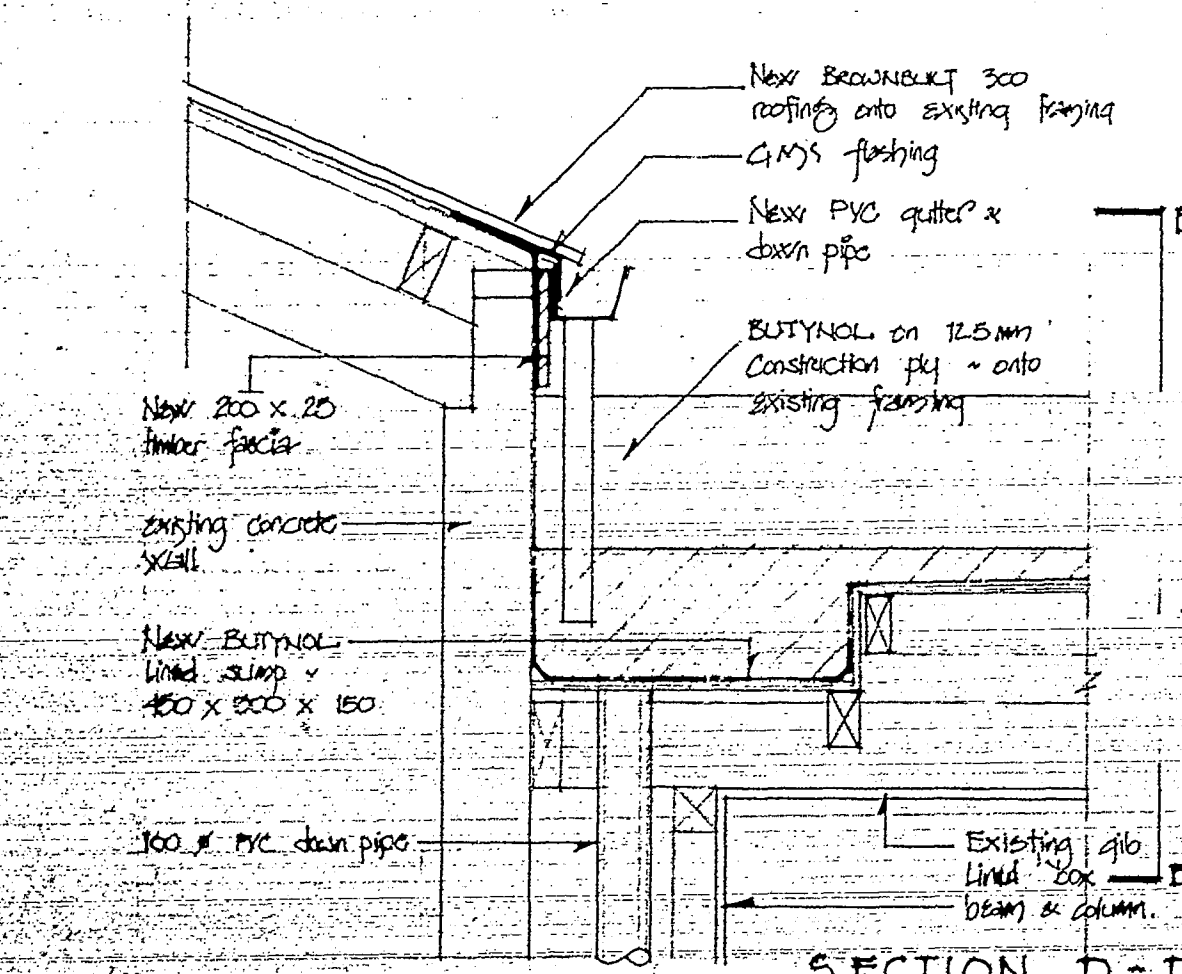 New BROWNBUILT 300
roofing onto existing framing
GMS flashing
New PVC gutter &
down pipe
BUTYNOL on 12.5mm
Construction ply ~ onto
existing framing
New 200 x 25
timber fascia
existing concrete
wall
New BUTYNOL
Lined sump ~
450 x 300 x 150
100 ø PVC down pipe
Existing gib
Lined box
beam & column.
SECTION D~D